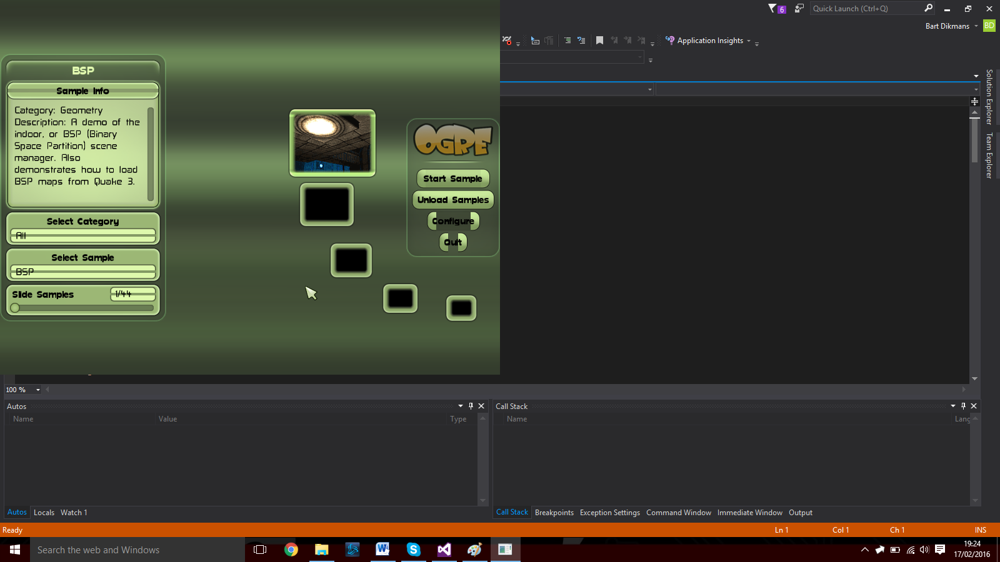 6
Quick Launch (Ctrl+Q)
Bart Dikmans
BD
Application Insights
Solution Explorer
Team Explorer
BSP
Sample Info
Category: Geometry
Description: A demo of the
indoor, or BSP (Binary
Space Partition) scene
manager. Also
demonstrates how to load
BSP maps from Quake 3.
Select Category
All
Select Sample
BSP
Slide Samples
1/44
OGRE
Start Sample
Unload Samples
Configure
Quit
100 %
Autos
Name
Value
Type
Call Stack
Name
Lang
Autos
Locals
Watch 1
Call Stack
Breakpoints
Exception Settings
Command Window
Immediate Window
Output
Ready
Ln 1
Col 1
Ch 1
INS
Search the web and Windows
19:24
17/02/2016